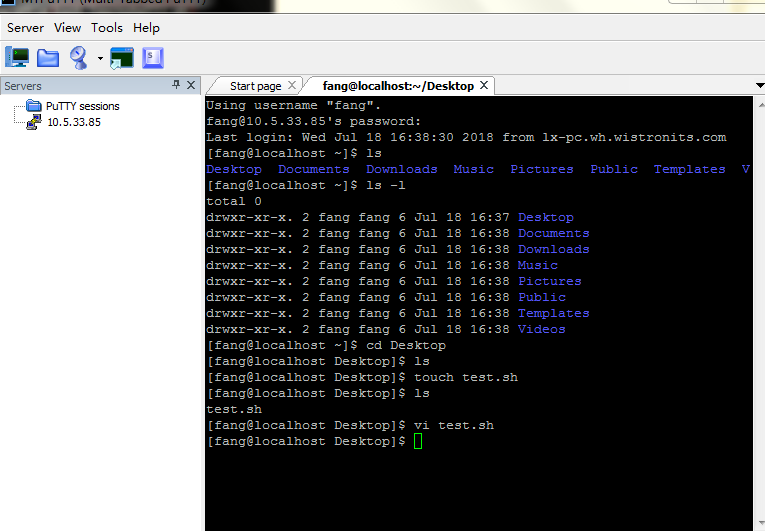 MTPuTTY (Multi-Tabbed PuTTY)
Server View Tools Help
Servers
PuTTY sessions
10.5.33.85
Start page
fang@localhost:~/Desktop
Using username "fang".
fang@10.5.33.85's password:
Last login: Wed Jul 18 16:38:30 2018 from lx-pc.wh.wistronits.com
[fang@localhost ~]$ ls
Desktop Documents Downloads Music Pictures Public Templates V
[fang@localhost ~]$ ls -l
total 0
drwxr-xr-x. 2 fang fang 6 Jul 18 16:37 Desktop
drwxr-xr-x. 2 fang fang 6 Jul 18 16:38 Documents
drwxr-xr-x. 2 fang fang 6 Jul 18 16:38 Downloads
drwxr-xr-x. 2 fang fang 6 Jul 18 16:38 Music
drwxr-xr-x. 2 fang fang 6 Jul 18 16:38 Pictures
drwxr-xr-x. 2 fang fang 6 Jul 18 16:38 Public
drwxr-xr-x. 2 fang fang 6 Jul 18 16:38 Templates
drwxr-xr-x. 2 fang fang 6 Jul 18 16:38 Videos
[fang@localhost ~]$ cd Desktop
[fang@localhost Desktop]$ ls
[fang@localhost Desktop]$ touch test.sh
[fang@localhost Desktop]$ ls
test.sh
[fang@localhost Desktop]$ vi test.sh
[fang@localhost Desktop]$